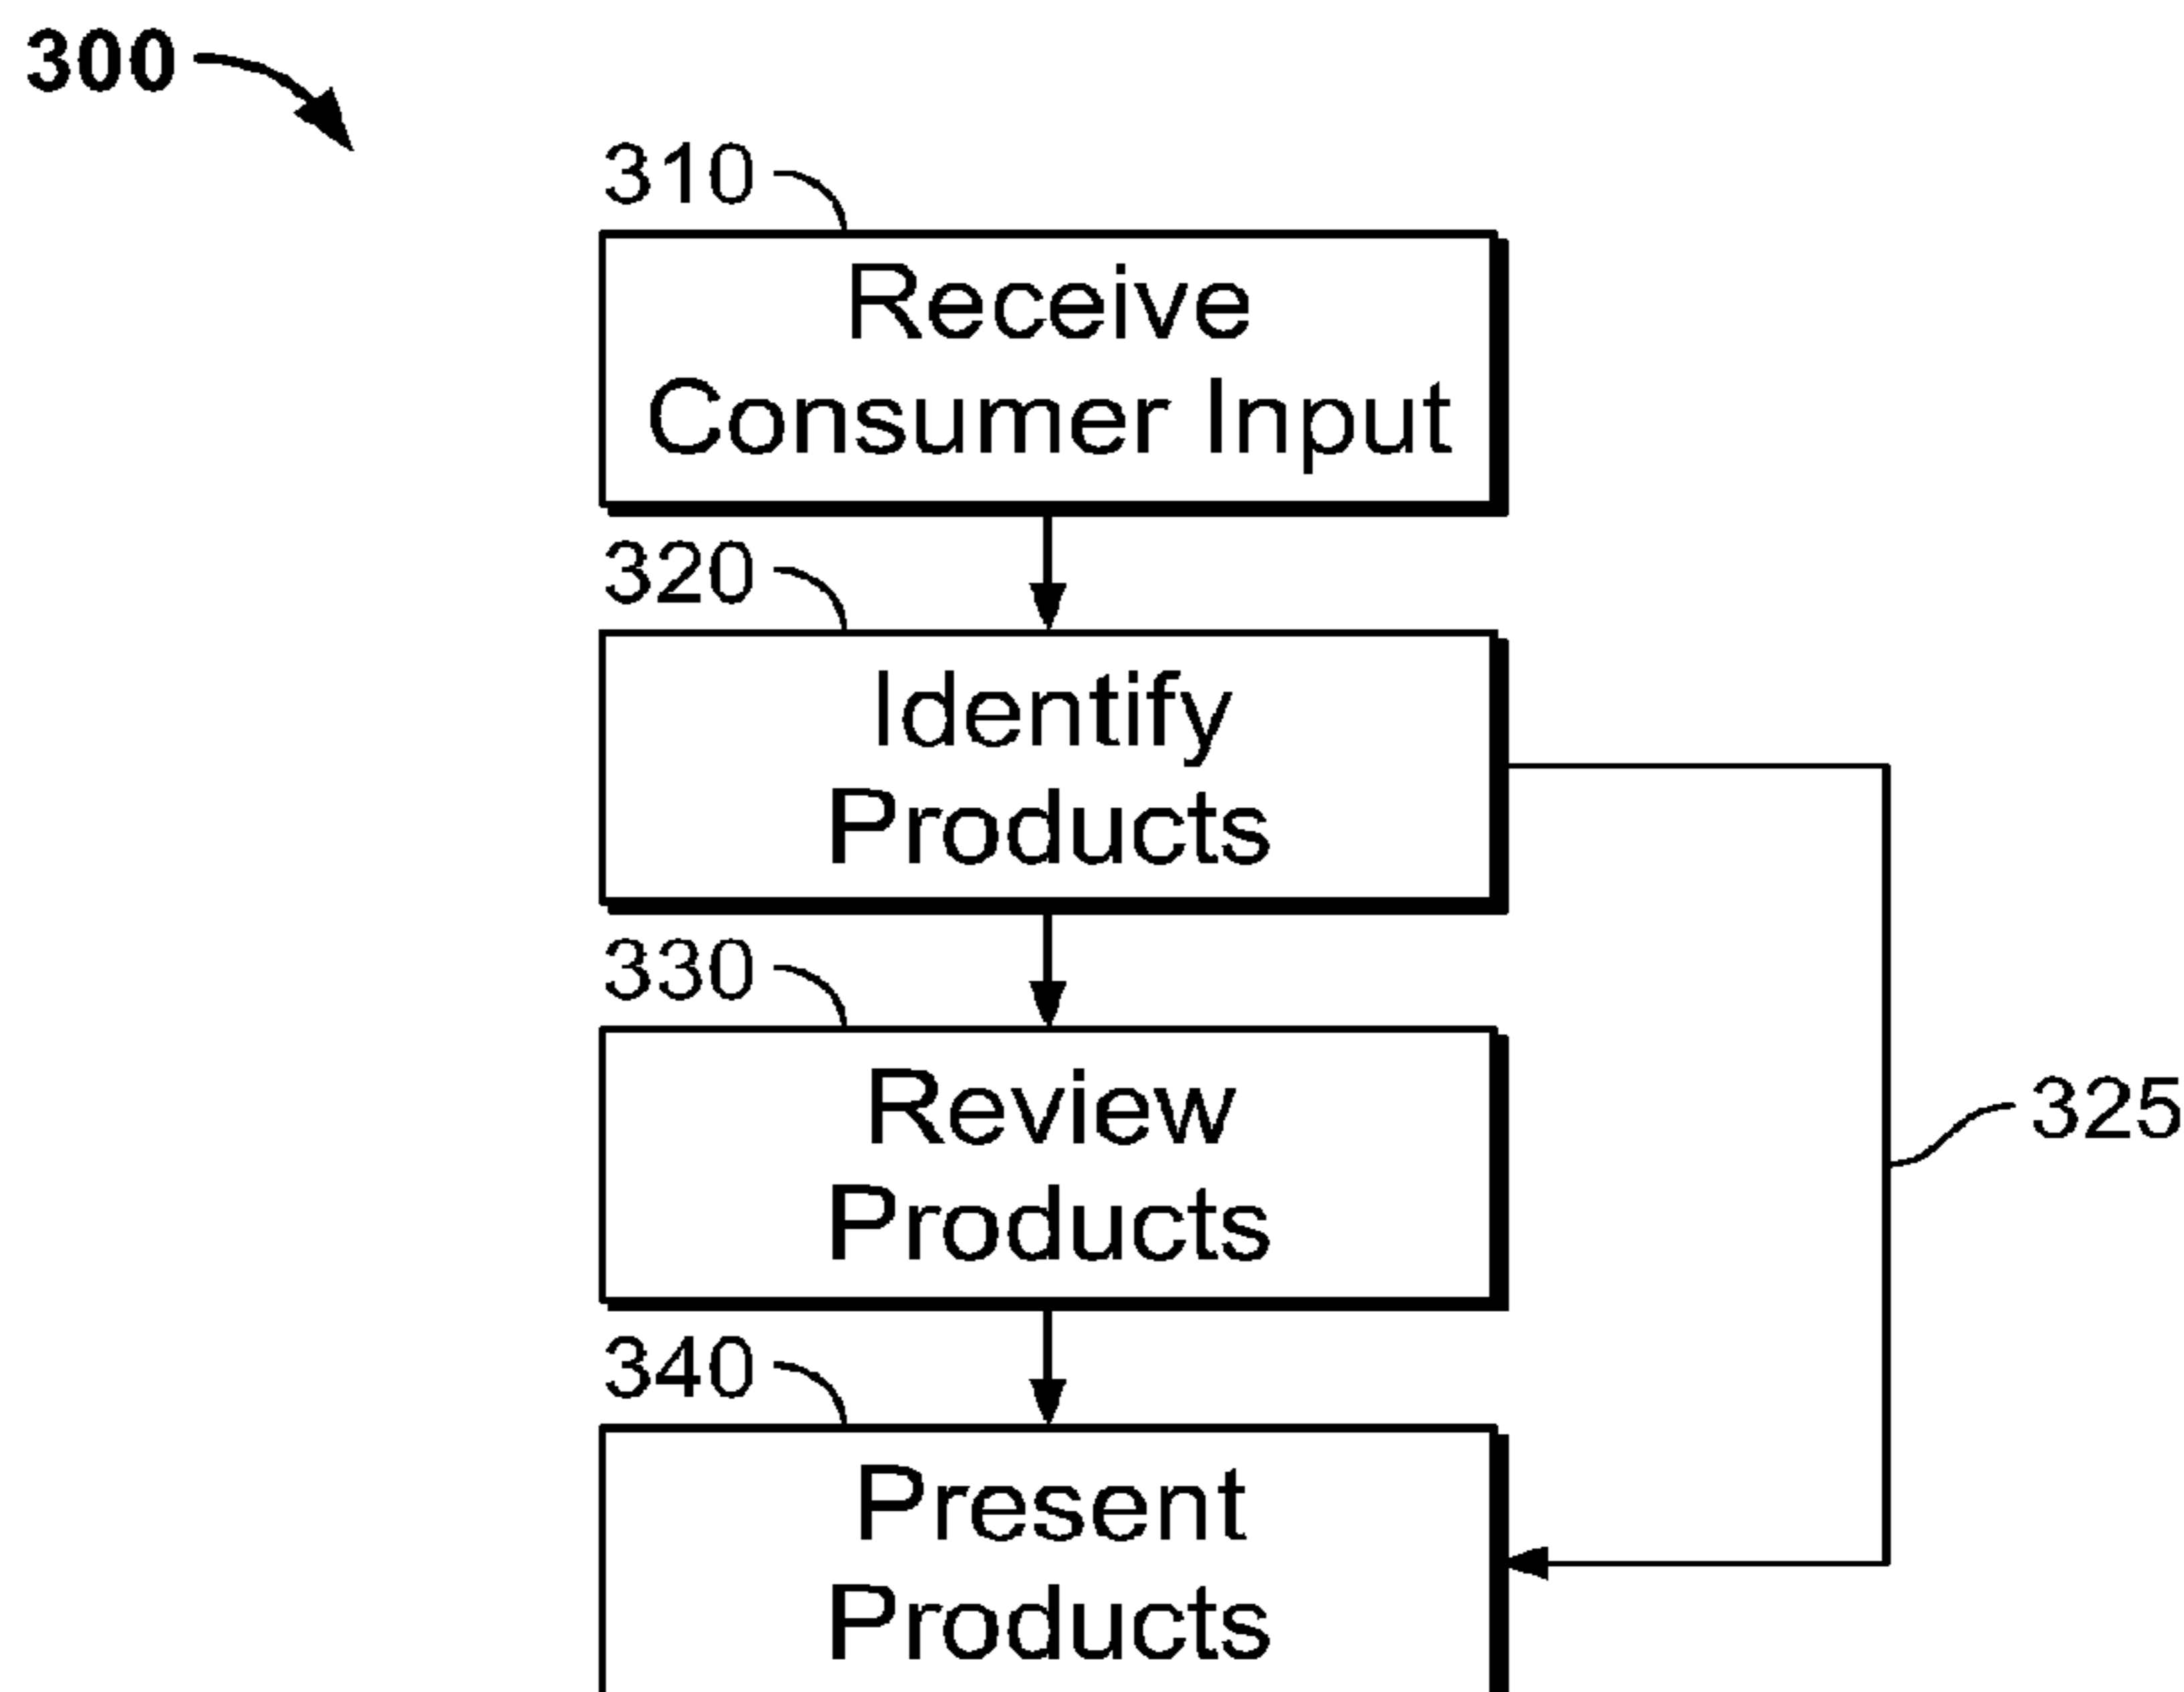 300
310
Receive
Consumer Input
320
Identify
Products
330
Review
Products
325
340
Present
Products